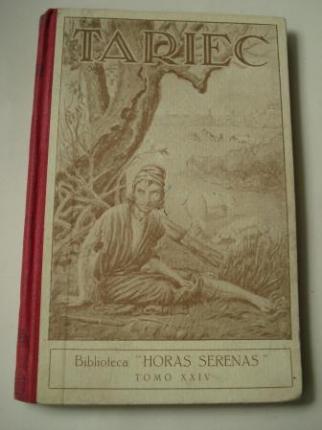 TARIEC
Biblioteca "HORAS SERENAS"
TOMO XXIV